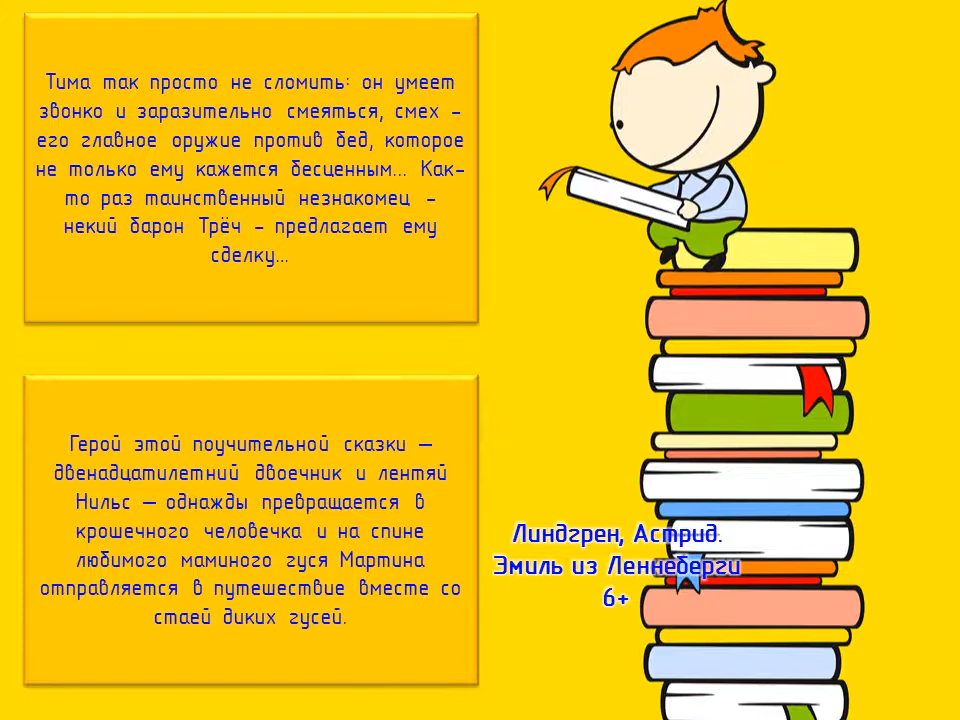 Тима так просто не сломить: он умеет
звонко и заразительно смеяться, смех -
его главное оружие против бед, которое
не только ему кажется бесценным... Как-
то раз таинственный незнакомец -
некий барон Трёч - предлагает ему
сделку...
Герой этой поучительной сказки —
двенадцатилетний двоечник и лентяй
Нильс — однажды превращается в
крошечного человечка и на спине
любимого маминого гуся Мартина
отправляется в путешествие вместе со
стаей диких гусей.
Линдгрен, Астрид.
Эмиль из Леннеберги
6+